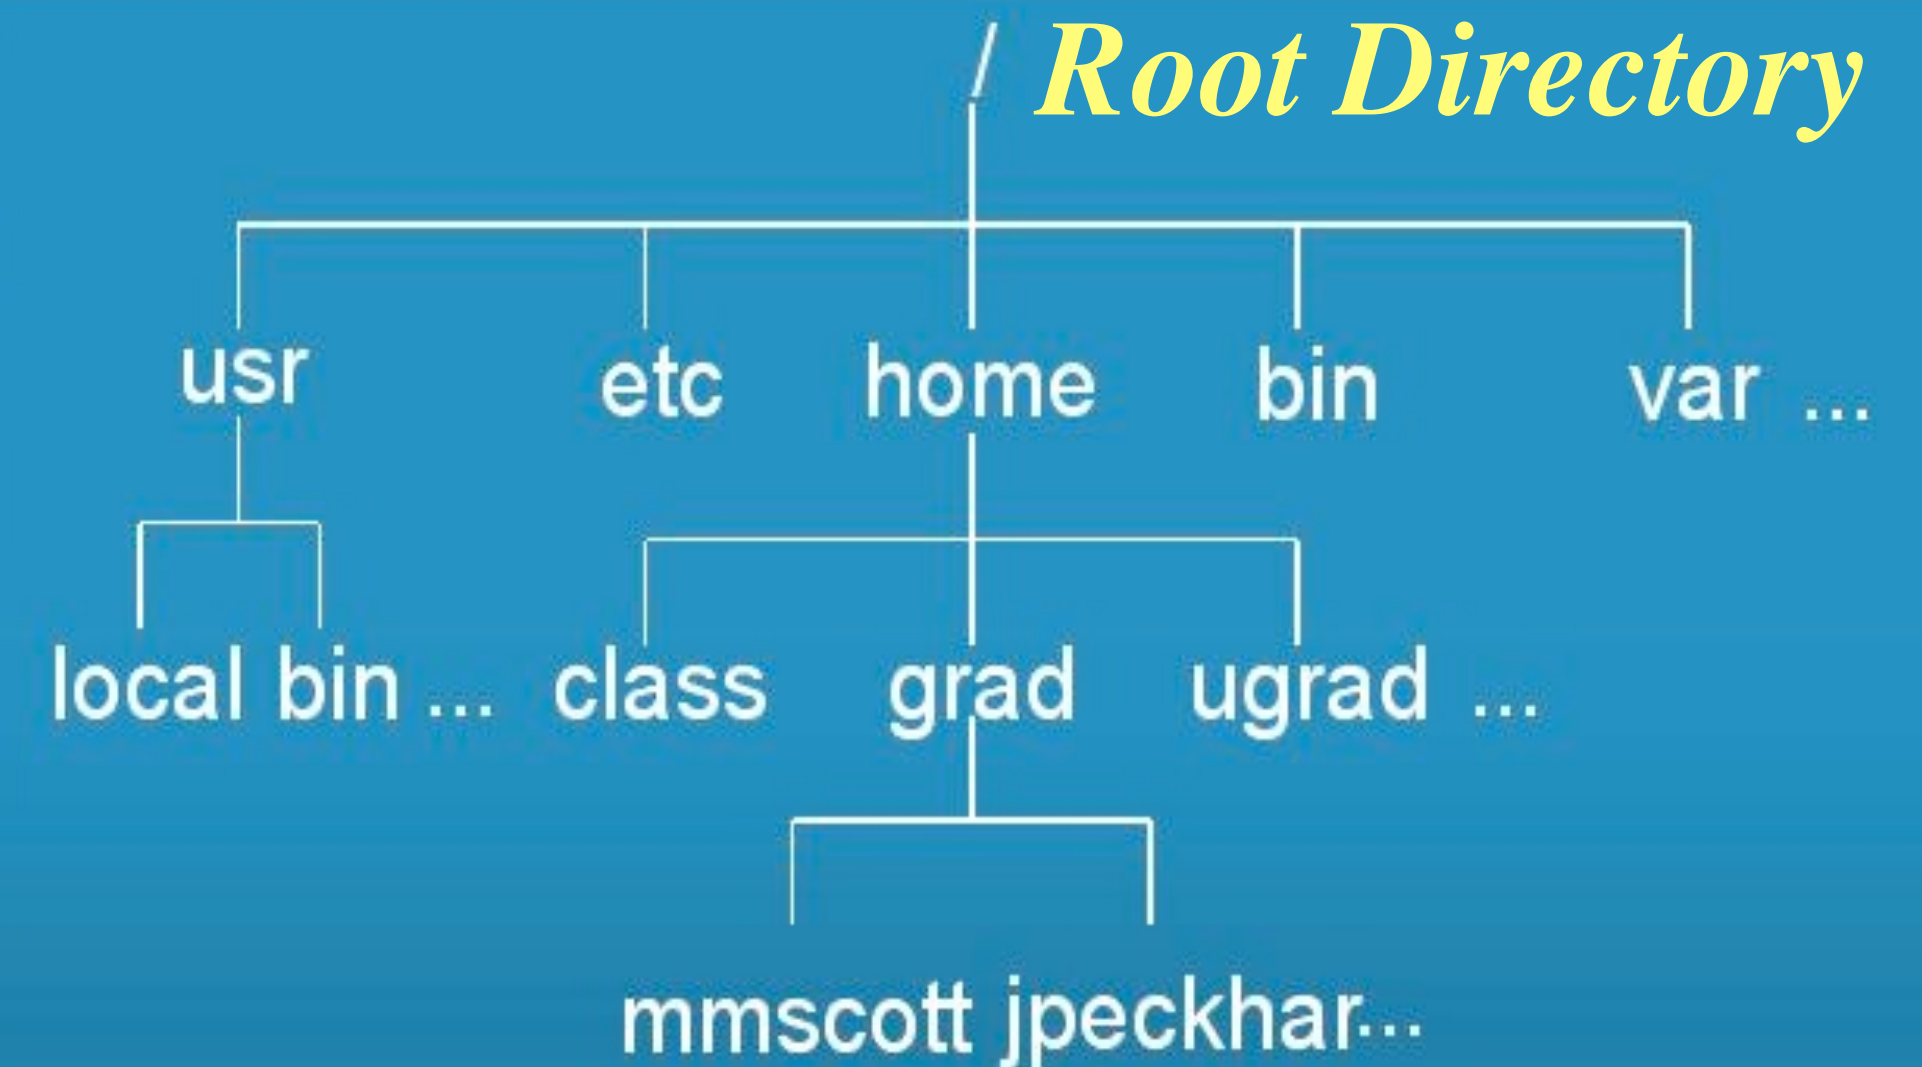 / Root Directory
usr etc home bin var ...
local bin ... class grad ugrad ...
mmscott jpeckhar...